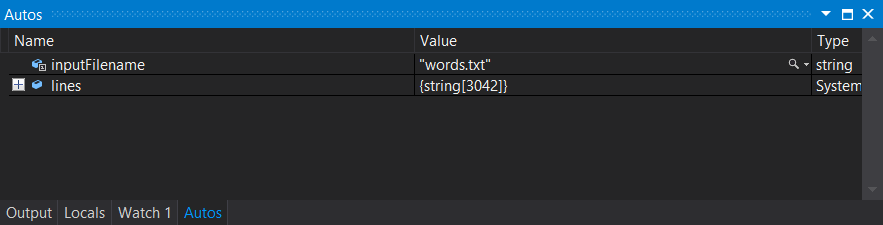 Autos
Name Value Type
inputFilename "words.txt" string
lines {string[3042]} System
Output Locals Watch 1 Autos